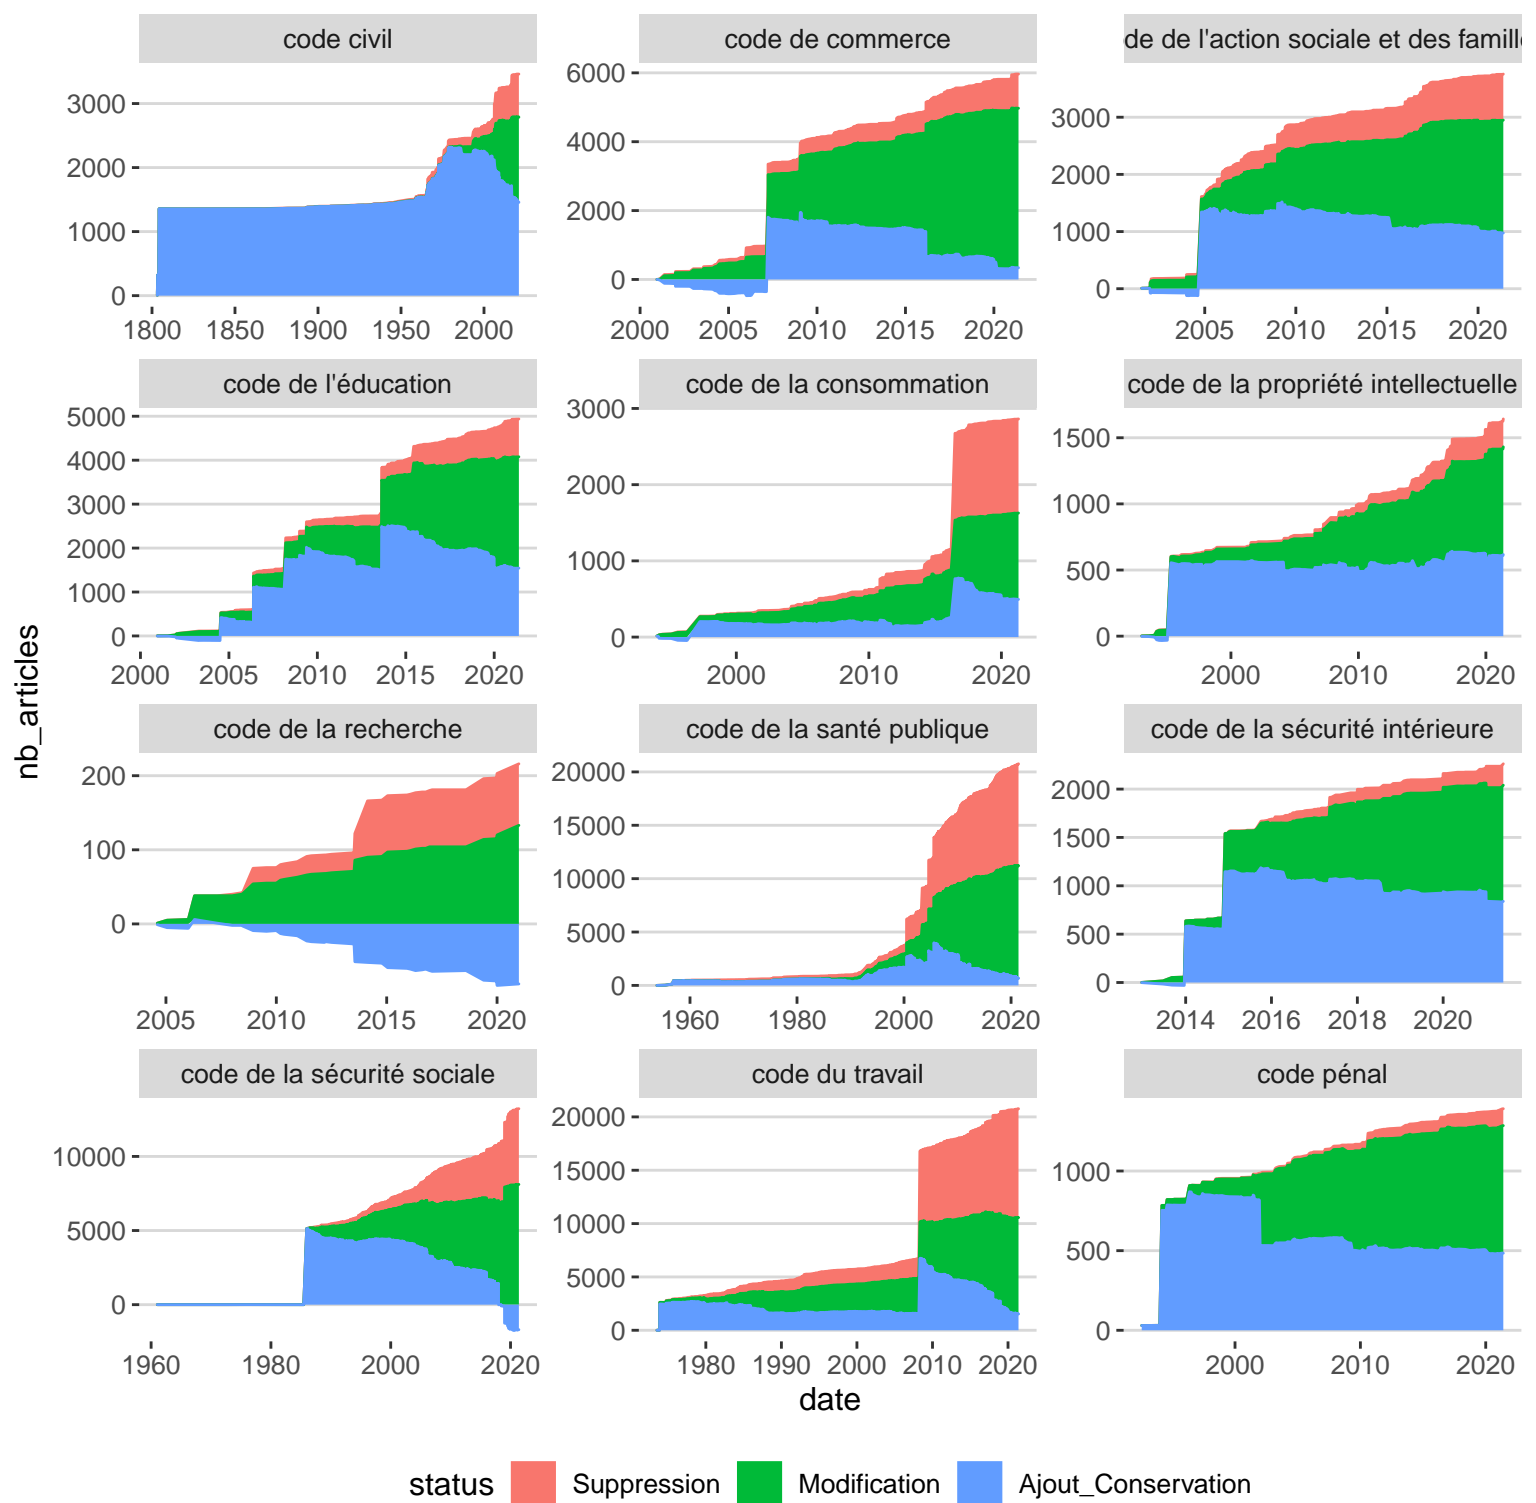 code civil
code de commerce
de de l'action sociale et des famill
3000
2000
1000
0
1800 1850 1900 1950 2000
6000
4000
2000
0
2000 2005 2010 2015 2020
3000
2000
1000
0
2005 2010 2015 2020
code de l'éducation
code de la consommation
code de la propriété intellectuelle
5000
4000
3000
2000
1000
0
2000 2005 2010 2015 2020
3000
2000
1000
0
2000 2010 2020
1500
1000
500
0
2000 2010 2020
nb_articles
code de la recherche
code de la santé publique
code de la sécurité intérieure
200
100
0
2005 2010 2015 2020
20000
15000
10000
5000
0
1960 1980 2000 2020
2000
1500
1000
500
0
2014 2016 2018 2020
code de la sécurité sociale
code du travail
code pénal
10000
5000
0
1960 1980 2000 2020
20000
15000
10000
5000
0
1980 1990 2000 2010 2020
1000
500
0
2000 2010 2020
date
status Suppression Modification Ajout_Conservation